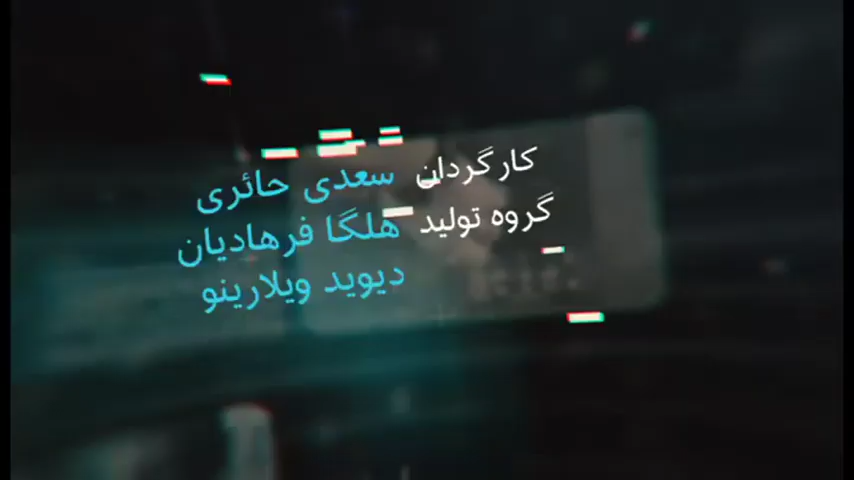 کارگردان سعدی حائری
گروه تولید هلگا فرهادیان
دیوید ویلارینو